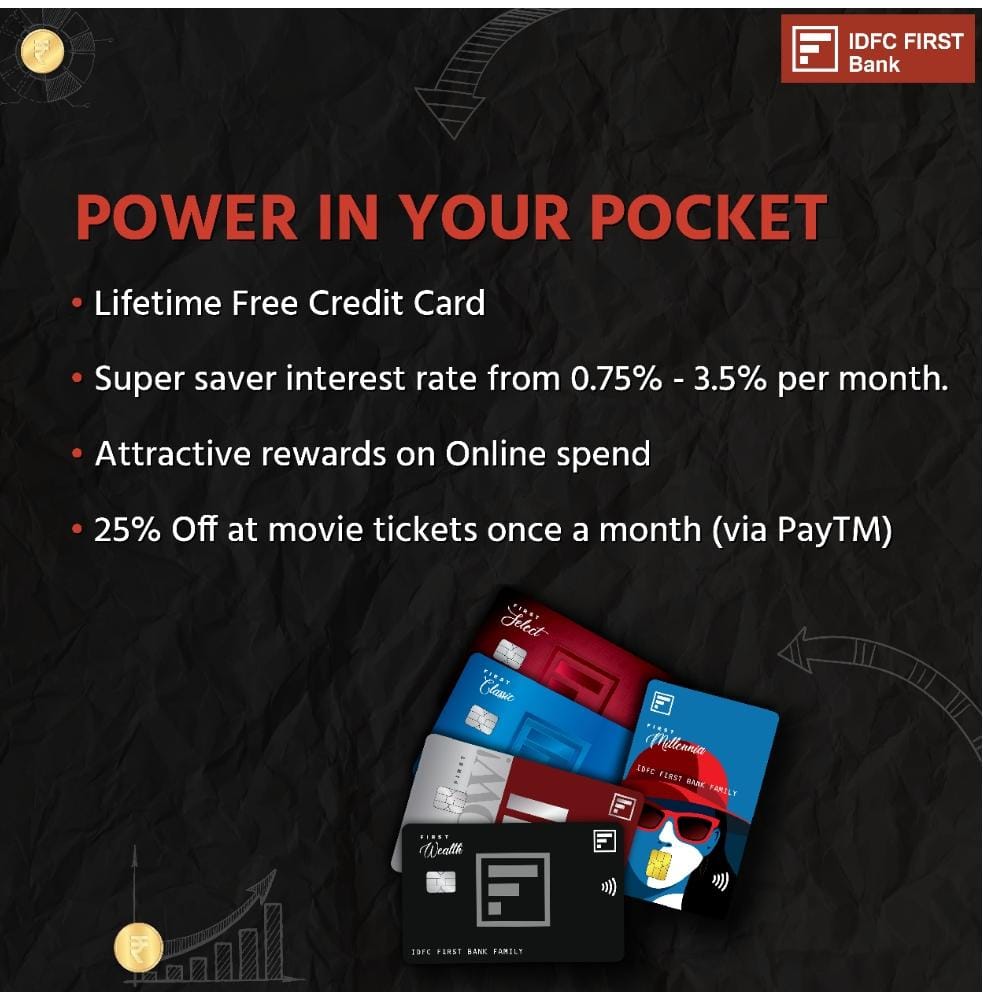 IDFC FIRST
Bank
POWER IN YOUR POCKET
• Lifetime Free Credit Card
• Super saver interest rate from 0.75% - 3.5% per month.
• Attractive rewards on Online spend
• 25% Off at movie tickets once a month (via PayTM)
FIRST
Select
FIRST
Classic
FIRST
Millennia
IDFC FIRST BANK FAMILY
FIRST
OW!
FIRST
Wealth
IDFC FIRST BANK FAMILY
₹
₹